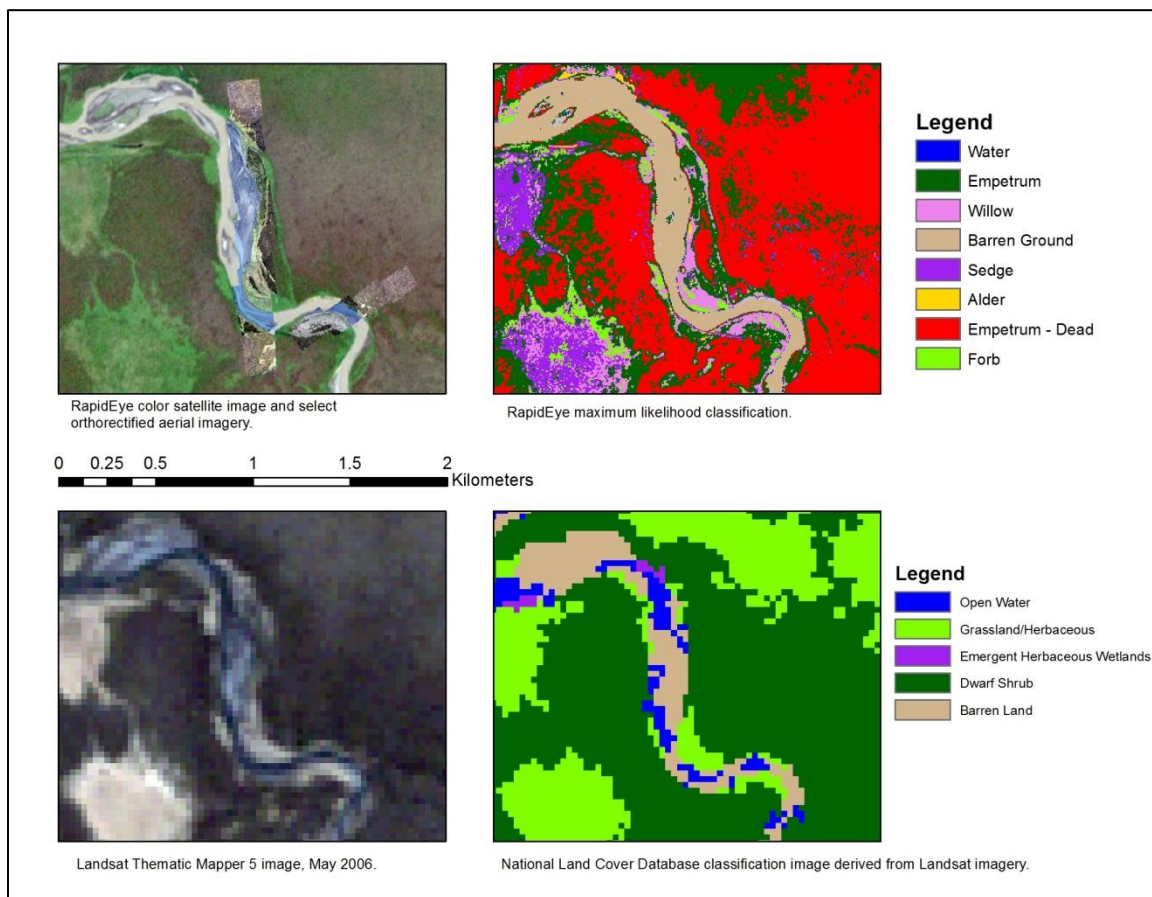 Legend
Water
Empetrum
Willow
Barren Ground
Sedge
Alder
Empetrum - Dead
Forb
RapidEye color satellite image and select
orthorectified aerial imagery.
RapidEye maximum likelihood classification.
0 0.25 0.5 1 1.5 2
Kilometers
Legend
Open Water
Grassland/Herbaceous
Emergent Herbaceous Wetlands
Dwarf Shrub
Barren Land
Landsat Thematic Mapper 5 image, May 2006.
National Land Cover Database classification image derived from Landsat imagery.